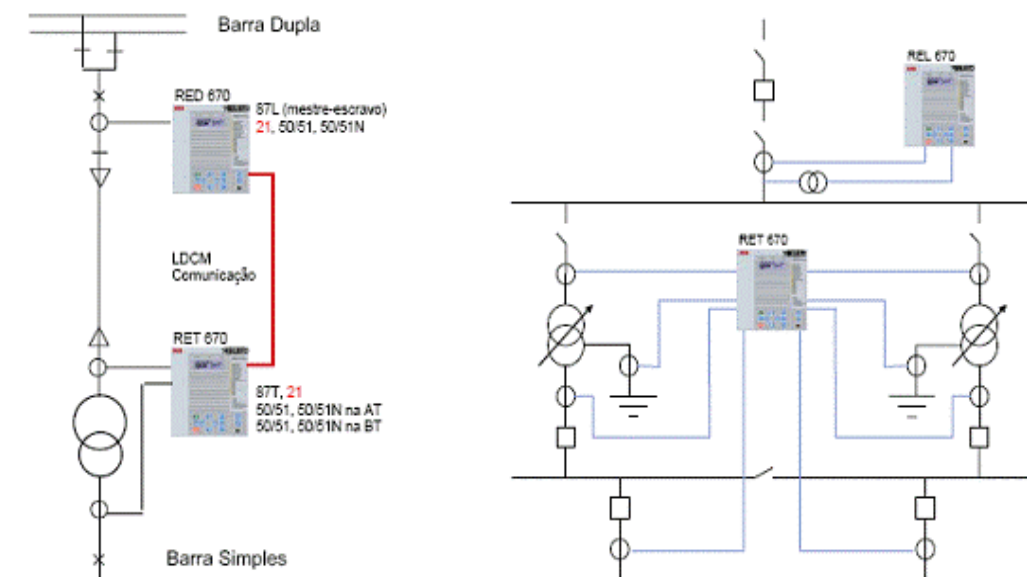 Barra Dupla
RED 670
87L (mestre-escravo)
21, 50/51, 50/51N
LDCM
Comunicação
RET 670
87T, 21
50/51, 50/51N na AT
50/51, 50/51N na BT
Barra Simples
REL 670
RET 670